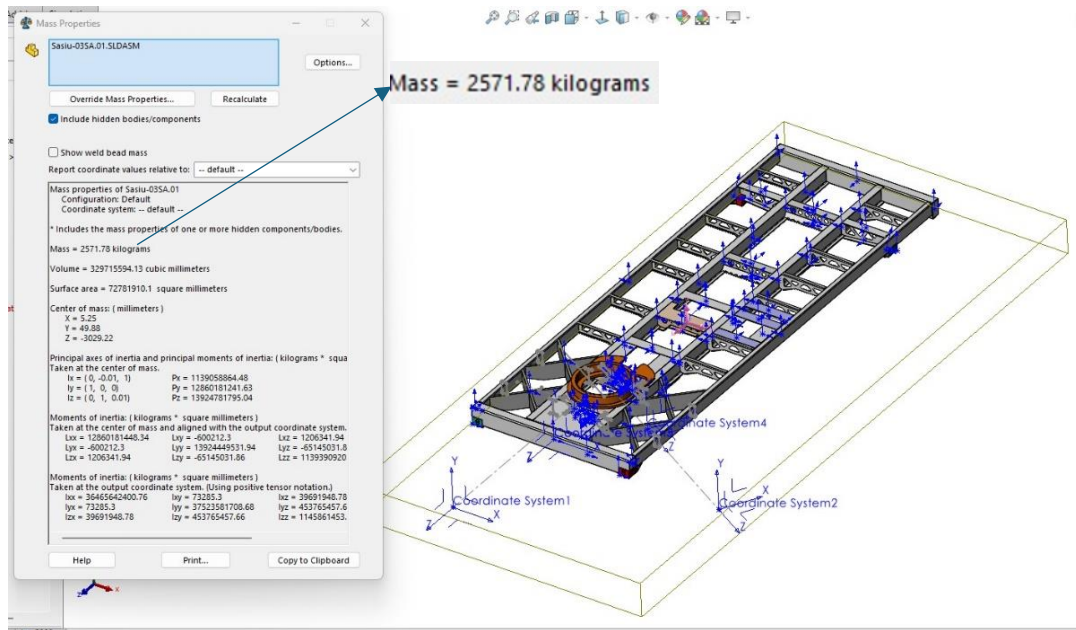 Mass Properties
Sasiu-03SA.01.SLDASM
Options...
Override Mass Properties...
Recalculate
Include hidden bodies/components
Show weld bead mass
Report coordinate values relative to:
-- default --
Mass properties of Sasiu-03SA.01
Configuration: Default
Coordinate system: -- default --
* Includes the mass properties of one or more hidden components/bodies.
Mass = 2571.78 kilograms
Volume = 329715594.13 cubic millimeters
Surface area = 72781910.1 square millimeters
Center of mass: ( millimeters )
X = 5.25
Y = 49.88
Z = -3029.22
Principal axes of inertia and principal moments of inertia: ( kilograms * squa
Taken at the center of mass.
Ix = ( 0, -0.01, 1) Px = 1139058864.48
Iy = ( 1, 0, 0) Py = 12860181241.63
Iz = ( 0, 1, 0.01) Pz = 13924781795.04
Moments of inertia: ( kilograms * square millimeters )
Taken at the center of mass and aligned with the output coordinate system.
Lxx = 12860181448.34 Lxy = -600212.3 Lxz = 1206341.94
Lyx = -600212.3 Lyy = 13924449531.94 Lyz = -65145031.8
Lzx = 1206341.94 Lzy = -65145031.86 Lzz = 1139390920
Moments of inertia: ( kilograms * square millimeters )
Taken at the output coordinate system. (Using positive tensor notation.)
Ixx = 36465642400.76 Ixy = 73285.3 Ixz = 39691948.78
Iyx = 73285.3 Iyy = 37523581708.68 Iyz = 453765457.6
Izx = 39691948.78 Izy = 453765457.66 Izz = 1145861453.
Help
Print...
Copy to Clipboard
Mass = 2571.78 kilograms
Coordinate System4
Z
Z
Y
Coordinate System1
X
Z
Y
X
Coordinate System2
Z
Z
X